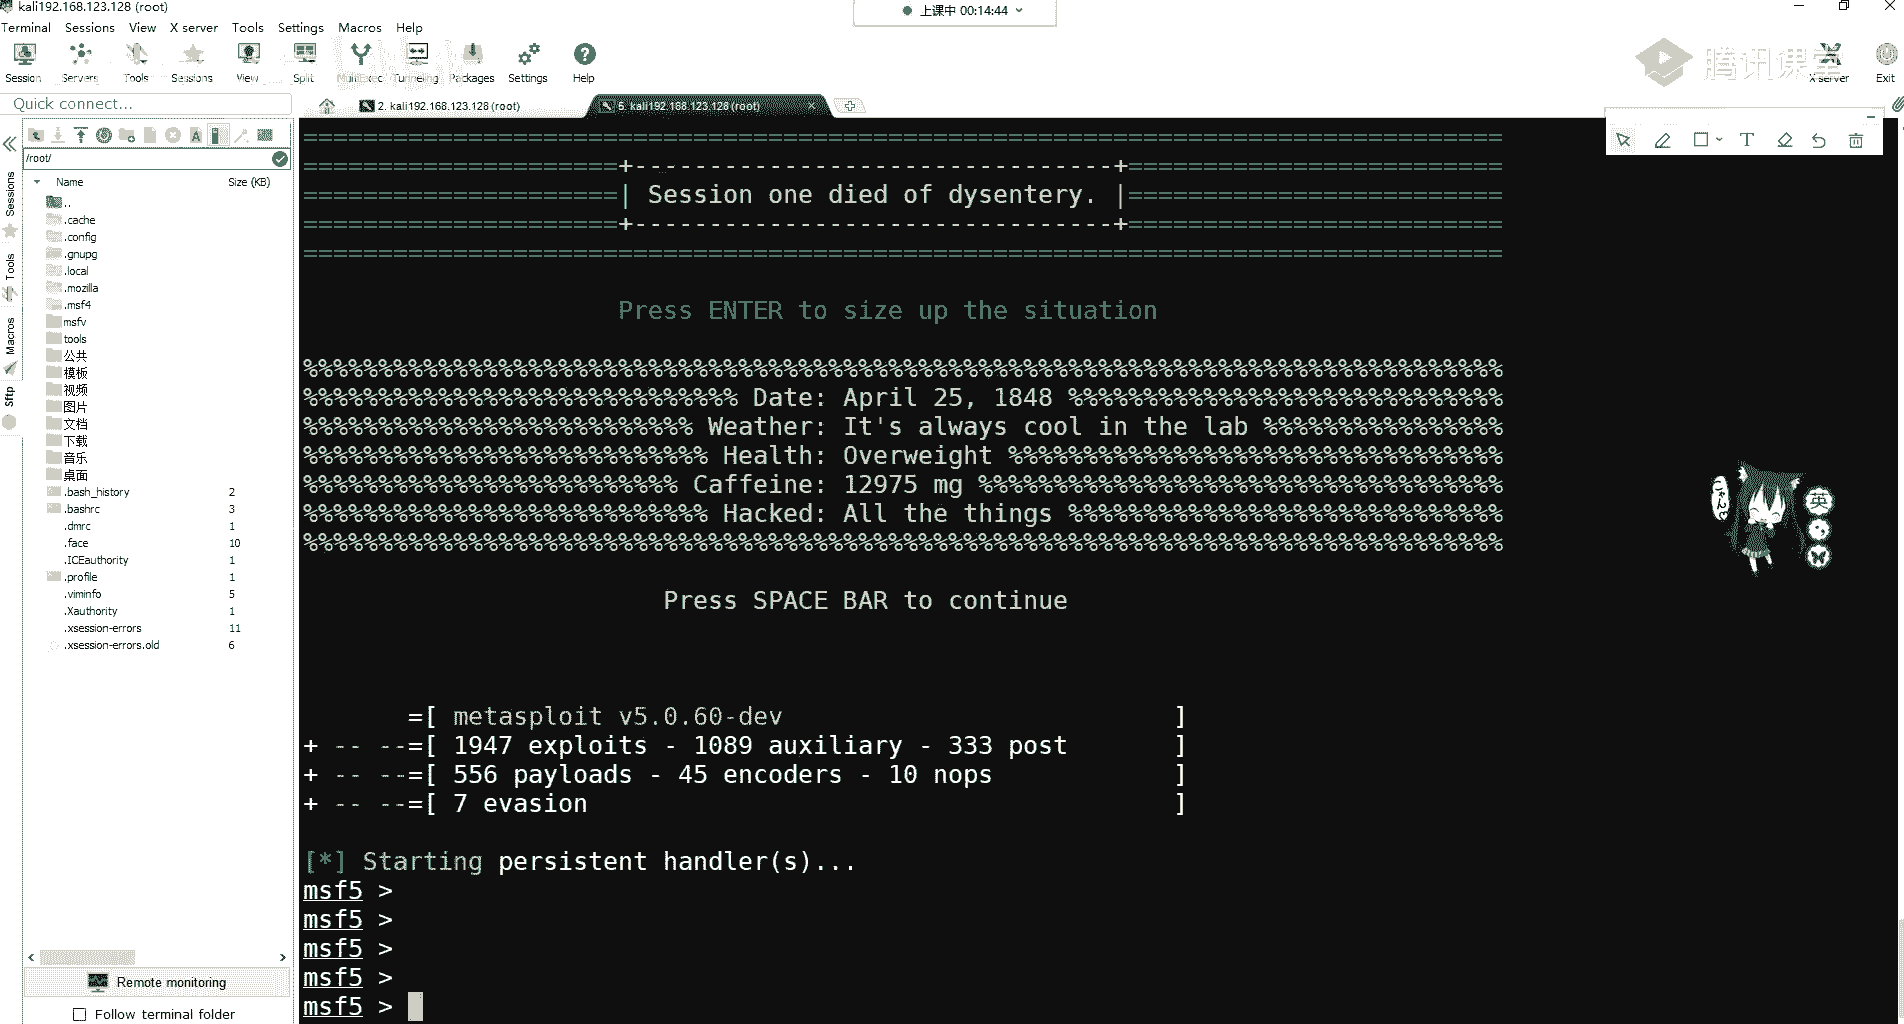 kali192.168.123.128 (root)
上课中 00:14:44
Terminal Sessions View X server Tools Settings Macros Help
Session Servers Tools Sessions View Split MultiExec Tunneling Packages Settings Help
腾讯课堂
X server Exit
Quick connect...
2. kali192.168.123.128 (root)
5. kali192.168.123.128 (root)
/root/
Name Size (KB)
..
.cache
.config
.gnupg
.local
.mozilla
.msf4
msfv
tools
公共
模板
视频
图片
文档
下载
音乐
桌面
.bash_history 2
.bashrc 3
.dmrc 1
.face 10
.ICEauthority 1
.profile 1
.viminfo 5
.Xauthority 1
.xsession-errors 11
.xsession-errors.old 6
Remote monitoring
Follow terminal folder
Sessions
Tools
Macros
Sftp
================================================================================
=====================+--------------------------------+=========================
=====================| Session one died of dysentery. |=========================
=====================+--------------------------------+=========================
================================================================================
Press ENTER to size up the situation
%%%%%%%%%%%%%%%%%%%%%%%%%%%%%%%%%%%%%%%%%%%%%%%%%%%%%%%%%%%%%%%%%%%%%%%%%%%%%%%%%%
%%%%%%%%%%%%%%%%%%%%%%%%%%%%% Date: April 25, 1848 %%%%%%%%%%%%%%%%%%%%%%%%%%%%%
%%%%%%%%%%%%%%%%%%%%%%%%%% Weather: It's always cool in the lab %%%%%%%%%%%%%%%%
%%%%%%%%%%%%%%%%%%%%%%%%%%% Health: Overweight %%%%%%%%%%%%%%%%%%%%%%%%%%%%%%%%%
%%%%%%%%%%%%%%%%%%%%%%%%% Caffeine: 12975 mg %%%%%%%%%%%%%%%%%%%%%%%%%%%%%%%%%%%
%%%%%%%%%%%%%%%%%%%%%%%%%%% Hacked: All the things %%%%%%%%%%%%%%%%%%%%%%%%%%%%%
%%%%%%%%%%%%%%%%%%%%%%%%%%%%%%%%%%%%%%%%%%%%%%%%%%%%%%%%%%%%%%%%%%%%%%%%%%%%%%%%%%
Press SPACE BAR to continue
=[ metasploit v5.0.60-dev ]
+ -- --=[ 1947 exploits - 1089 auxiliary - 333 post ]
+ -- --=[ 556 payloads - 45 encoders - 10 nops ]
+ -- --=[ 7 evasion ]
[*] Starting persistent handler(s)...
msf5 >
msf5 >
msf5 >
msf5 >
msf5 >
英